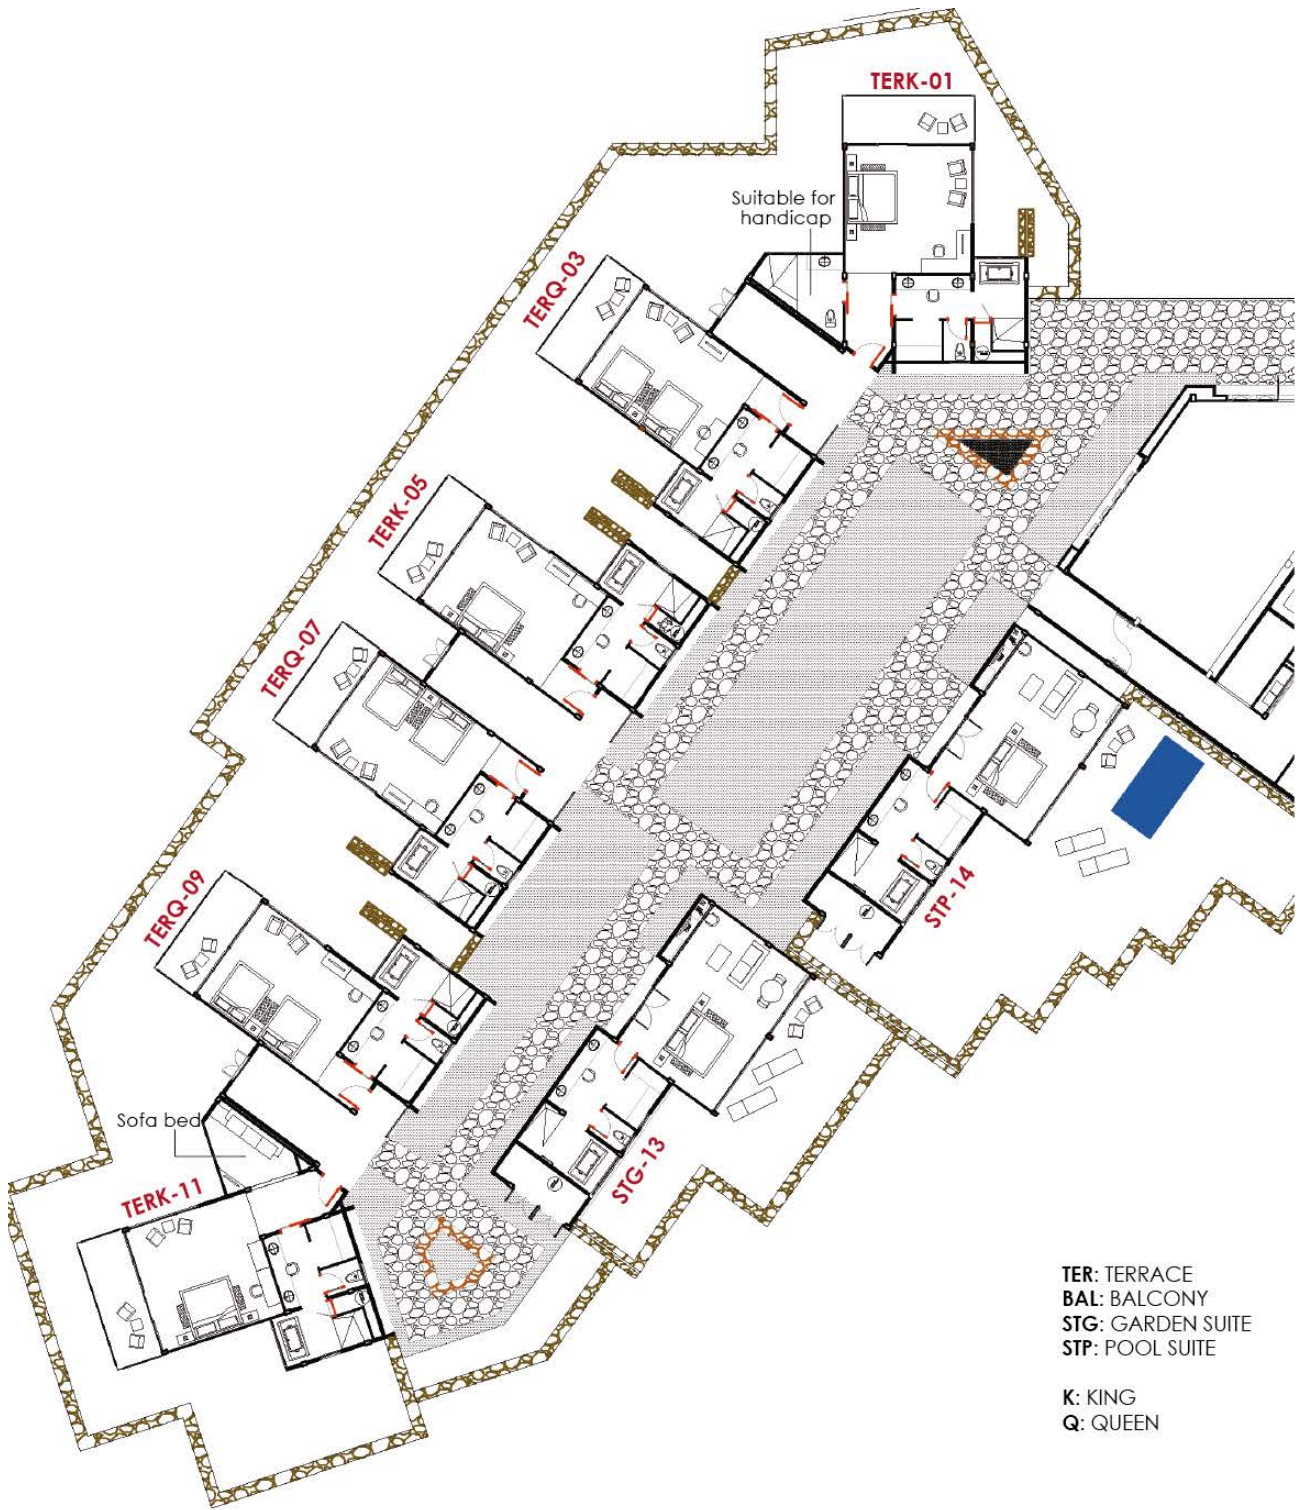 TERK-01
Suitable for
handicap
TERQ-03
TERK-05
TERQ-07
STP-14
TERQ-09
Sofa bed
STG-13
TERK-11
TER: TERRACE
BAL: BALCONY
STG: GARDEN SUITE
STP: POOL SUITE
K: KING
Q: QUEEN